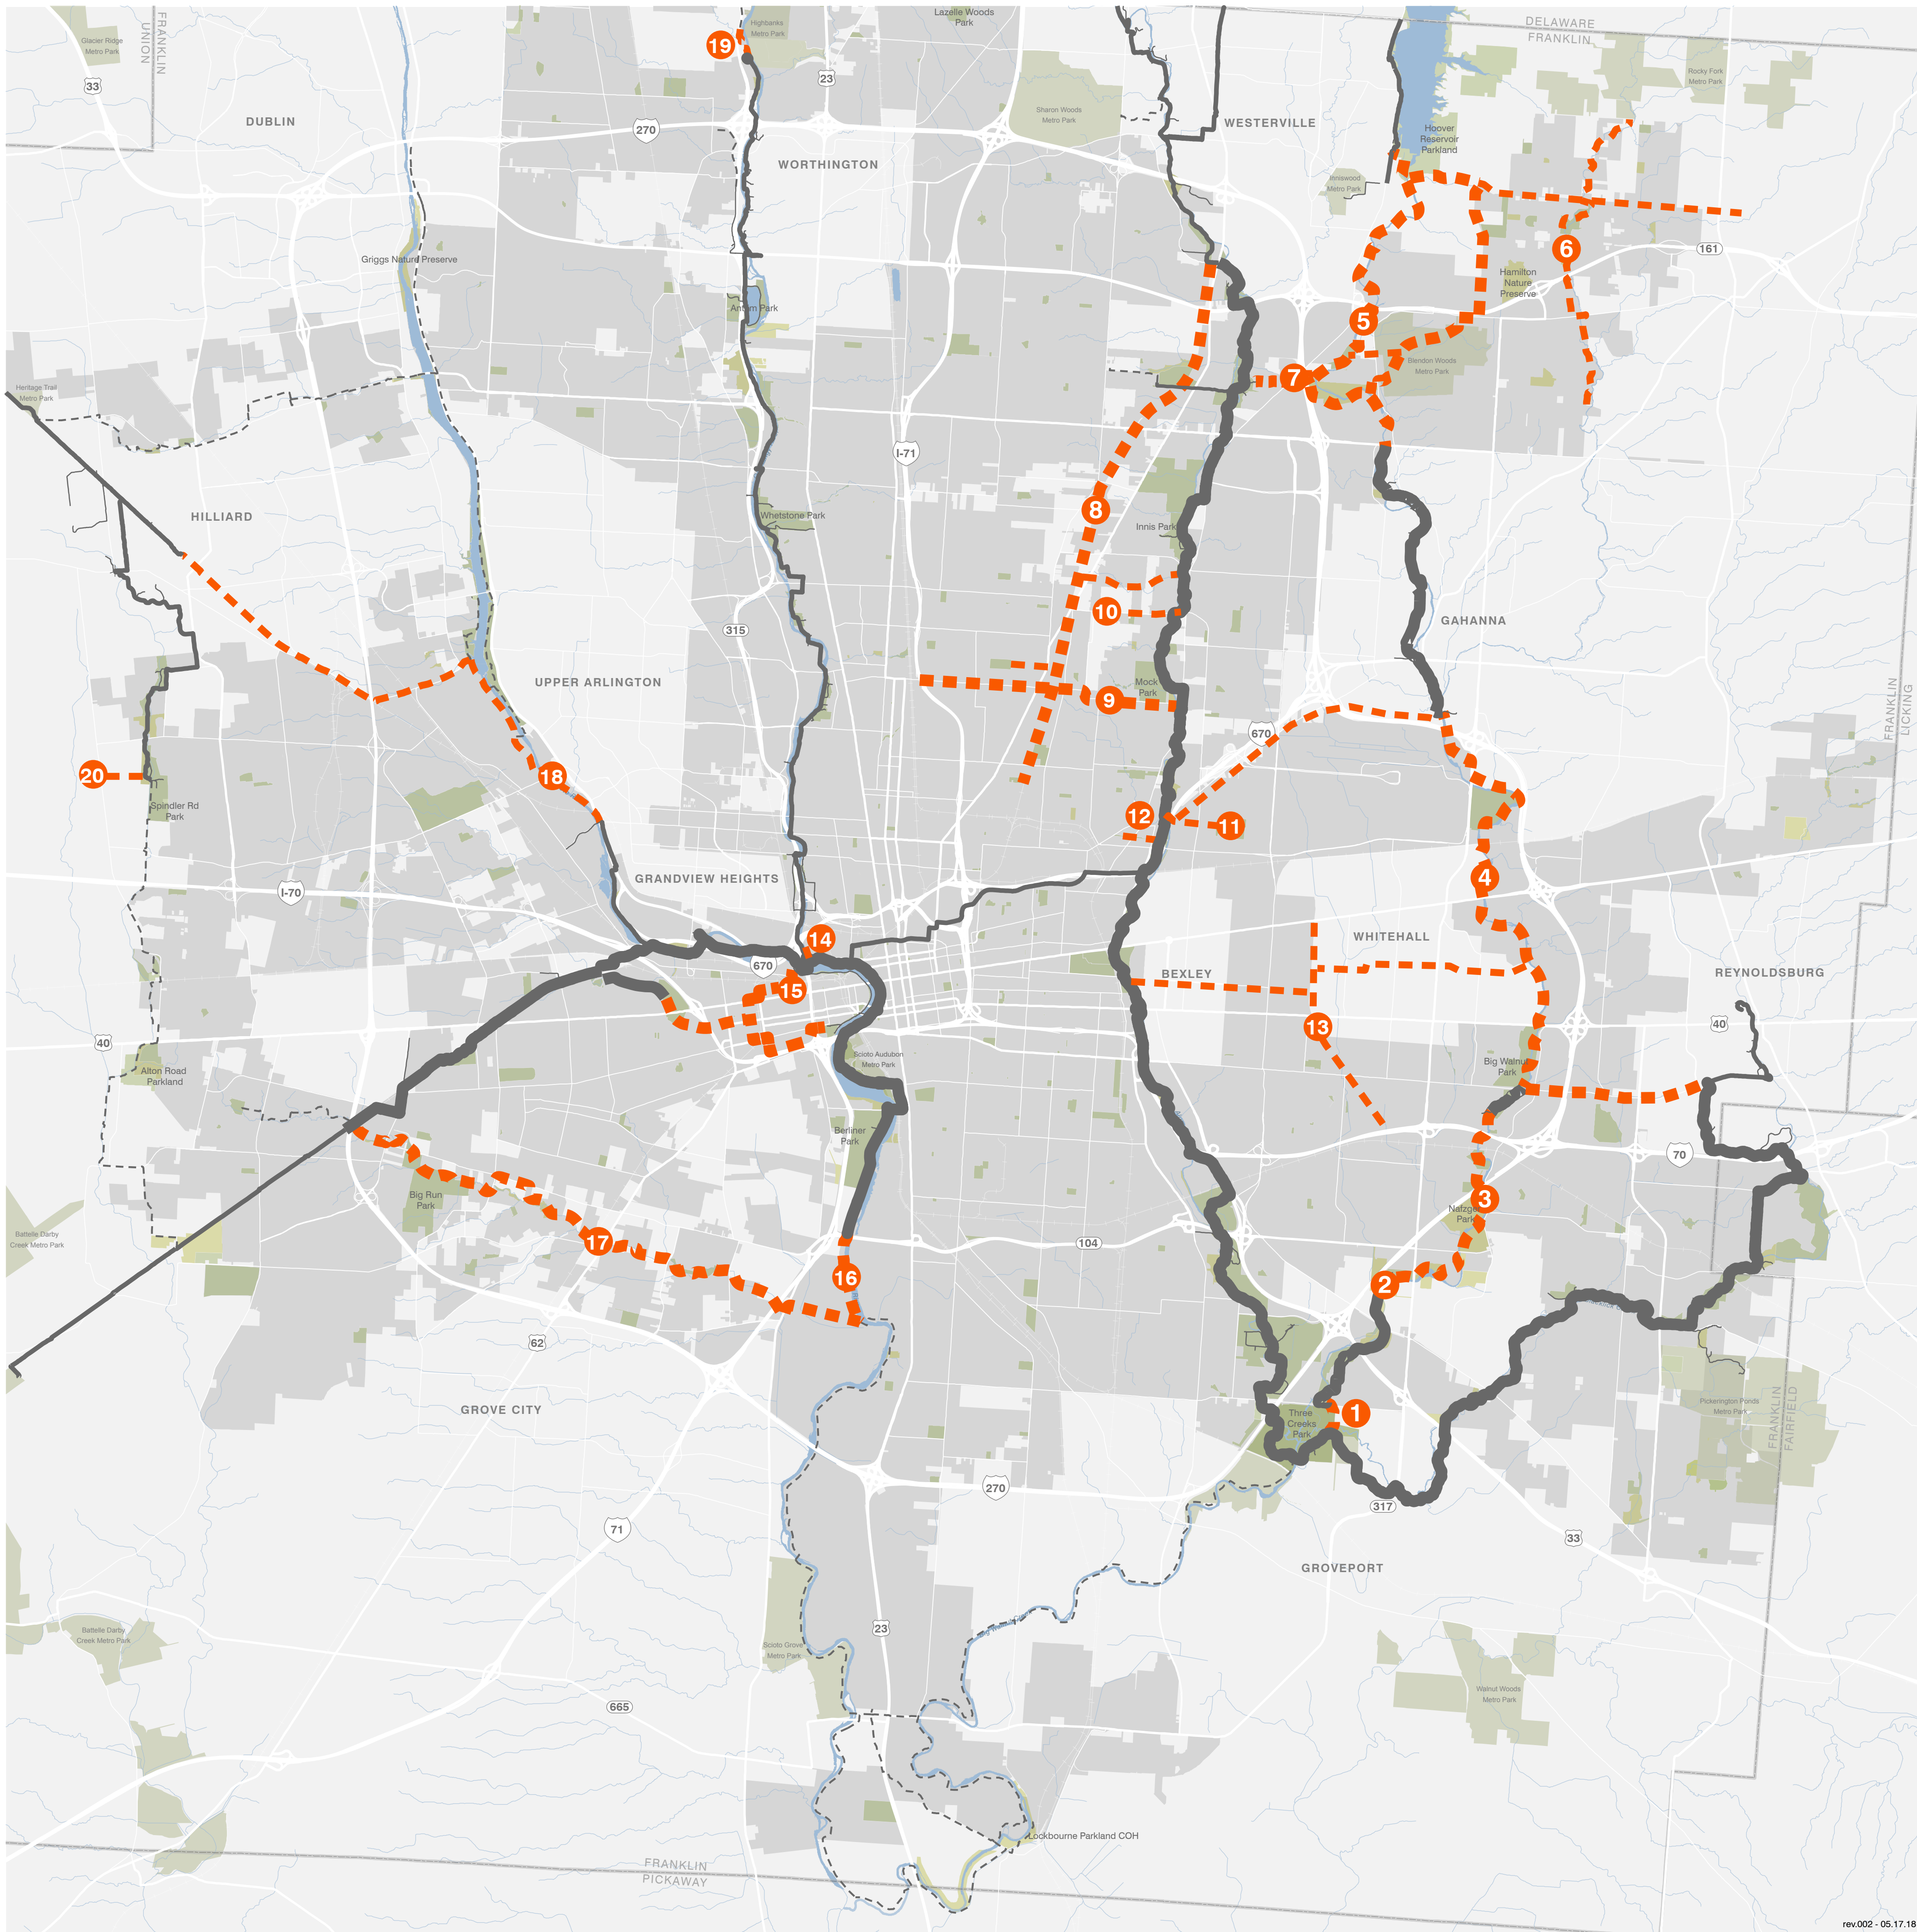 Lazelle Woods
Park
DELAWARE
FRANKLIN
UNION
FRANKLIN
Glacier Ridge
Metro Park
Highbanks
Metro Park
19
33
23
Rocky Fork
Metro Park
DUBLIN
270
Sharon Woods
Metro Park
WESTERVILLE
Hoover
Reservoir
Parkland
WORTHINGTON
Inniswood
Metro Park
Griggs Nature Preserve
6
161
Hamilton
Nature
Preserve
Antrim Park
5
Blendon Woods
Metro Park
7
Heritage Trail
Metro Park
I-71
8
HILLIARD
Whetstone Park
Innis Park
10
GAHANNA
315
UPPER ARLINGTON
Mock
Park
9
FRANKLIN
LICKING
670
20
18
Spindler Rd
Park
12
11
GRANDVIEW HEIGHTS
4
I-70
14
WHITEHALL
670
BEXLEY
REYNOLDSBURG
15
13
40
40
Scioto Audubon
Metro Park
Big Walnut
Park
Alton Road
Parkland
Berliner
Park
70
Big Run
Park
3
Natzger
Park
Battelle Darby
Creek Metro Park
17
104
16
2
62
GROVE CITY
Pickerington Ponds
Metro Park
FRANKLIN
FAIRFIELD
1
Three
Creeks
Park
270
317
71
33
GROVEPORT
23
Battelle Darby
Creek Metro Park
Scioto Grove
Metro Park
Walnut Woods
Metro Park
665
Lockbourne Parkland COH
FRANKLIN
PICKAWAY
rev.002 - 05.17.18